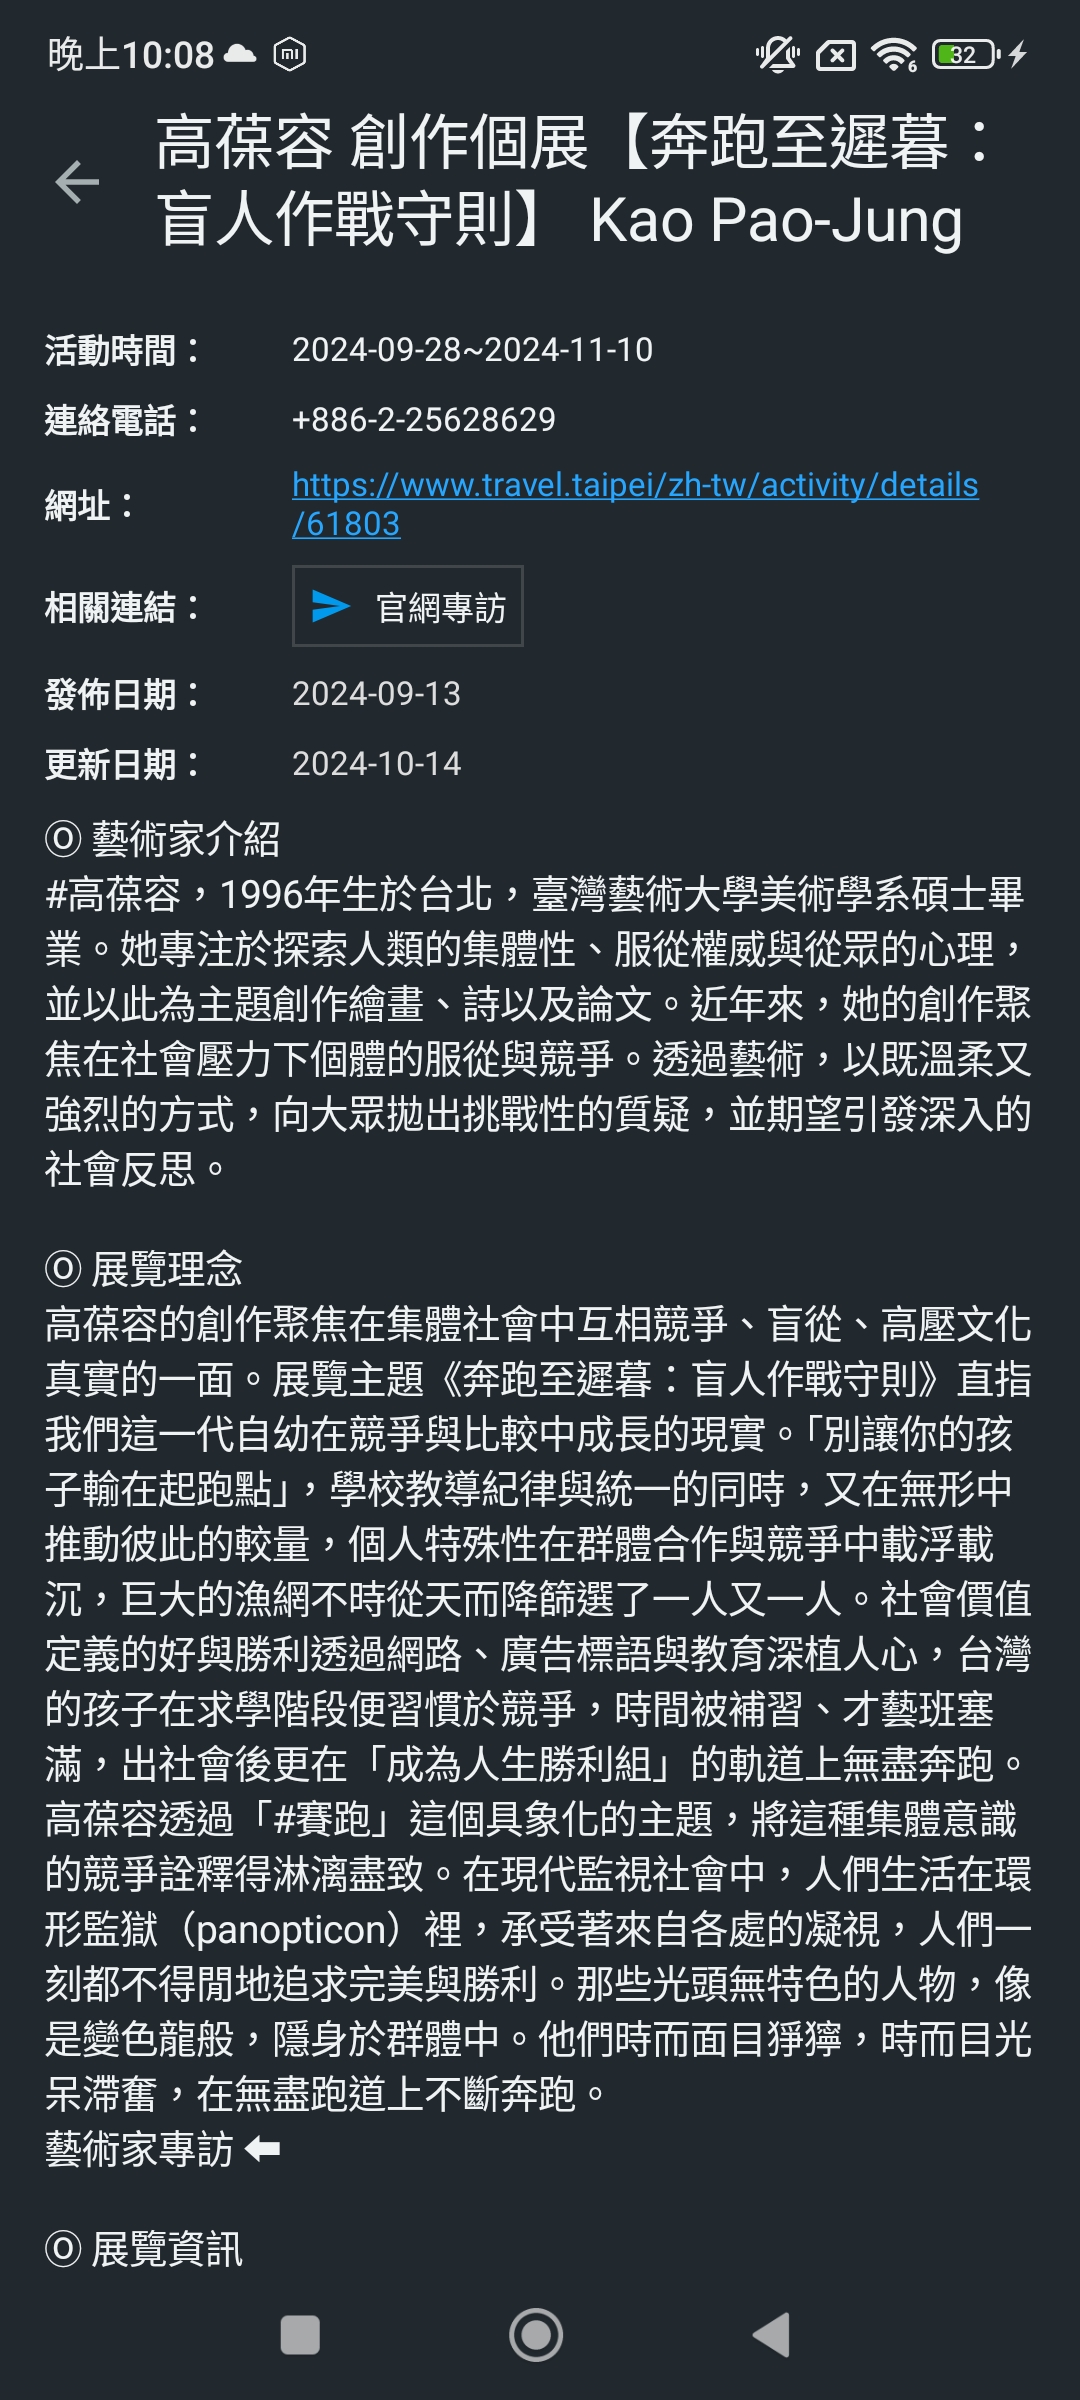 晚上10:08
32
高葆容 創作個展【奔跑至遲暮：
盲人作戰守則】 Kao Pao-Jung
活動時間： 2024-09-28~2024-11-10
連絡電話： +886-2-25628629
網址： https://www.travel.taipei/zh-tw/activity/details
/61803
相關連結： 官網專訪
發佈日期： 2024-09-13
更新日期： 2024-10-14
Ⓞ 藝術家介紹
#高葆容，1996年生於台北，臺灣藝術大學美術學系碩士畢
業。她專注於探索人類的集體性、服從權威與從眾的心理，
並以此為主題創作繪畫、詩以及論文。近年來，她的創作聚
焦在社會壓力下個體的服從與競爭。透過藝術，以既溫柔又
強烈的方式，向大眾拋出挑戰性的質疑，並期望引發深入的
社會反思。
Ⓞ 展覽理念
高葆容的創作聚焦在集體社會中互相競爭、盲從、高壓文化
真實的一面。展覽主題《奔跑至遲暮：盲人作戰守則》直指
我們這一代自幼在競爭與比較中成長的現實。「別讓你的孩
子輸在起跑點」，學校教導紀律與統一的同時，又在無形中
推動彼此的較量，個人特殊性在群體合作與競爭中載浮載
沉，巨大的漁網不時從天而降篩選了一人又一人。社會價值
定義的好與勝利透過網路、廣告標語與教育深植人心，台灣
的孩子在求學階段便習慣於競爭，時間被補習、才藝班塞
滿，出社會後更在「成為人生勝利組」的軌道上無盡奔跑。
高葆容透過「#賽跑」這個具象化的主題，將這種集體意識
的競爭詮釋得淋漓盡致。在現代監視社會中，人們生活在環
形監獄（panopticon）裡，承受著來自各處的凝視，人們一
刻都不得閒地追求完美與勝利。那些光頭無特色的人物，像
是變色龍般，隱身於群體中。他們時而面目猙獰，時而目光
呆滯奮，在無盡跑道上不斷奔跑。
藝術家專訪 ⬅
Ⓞ 展覽資訊